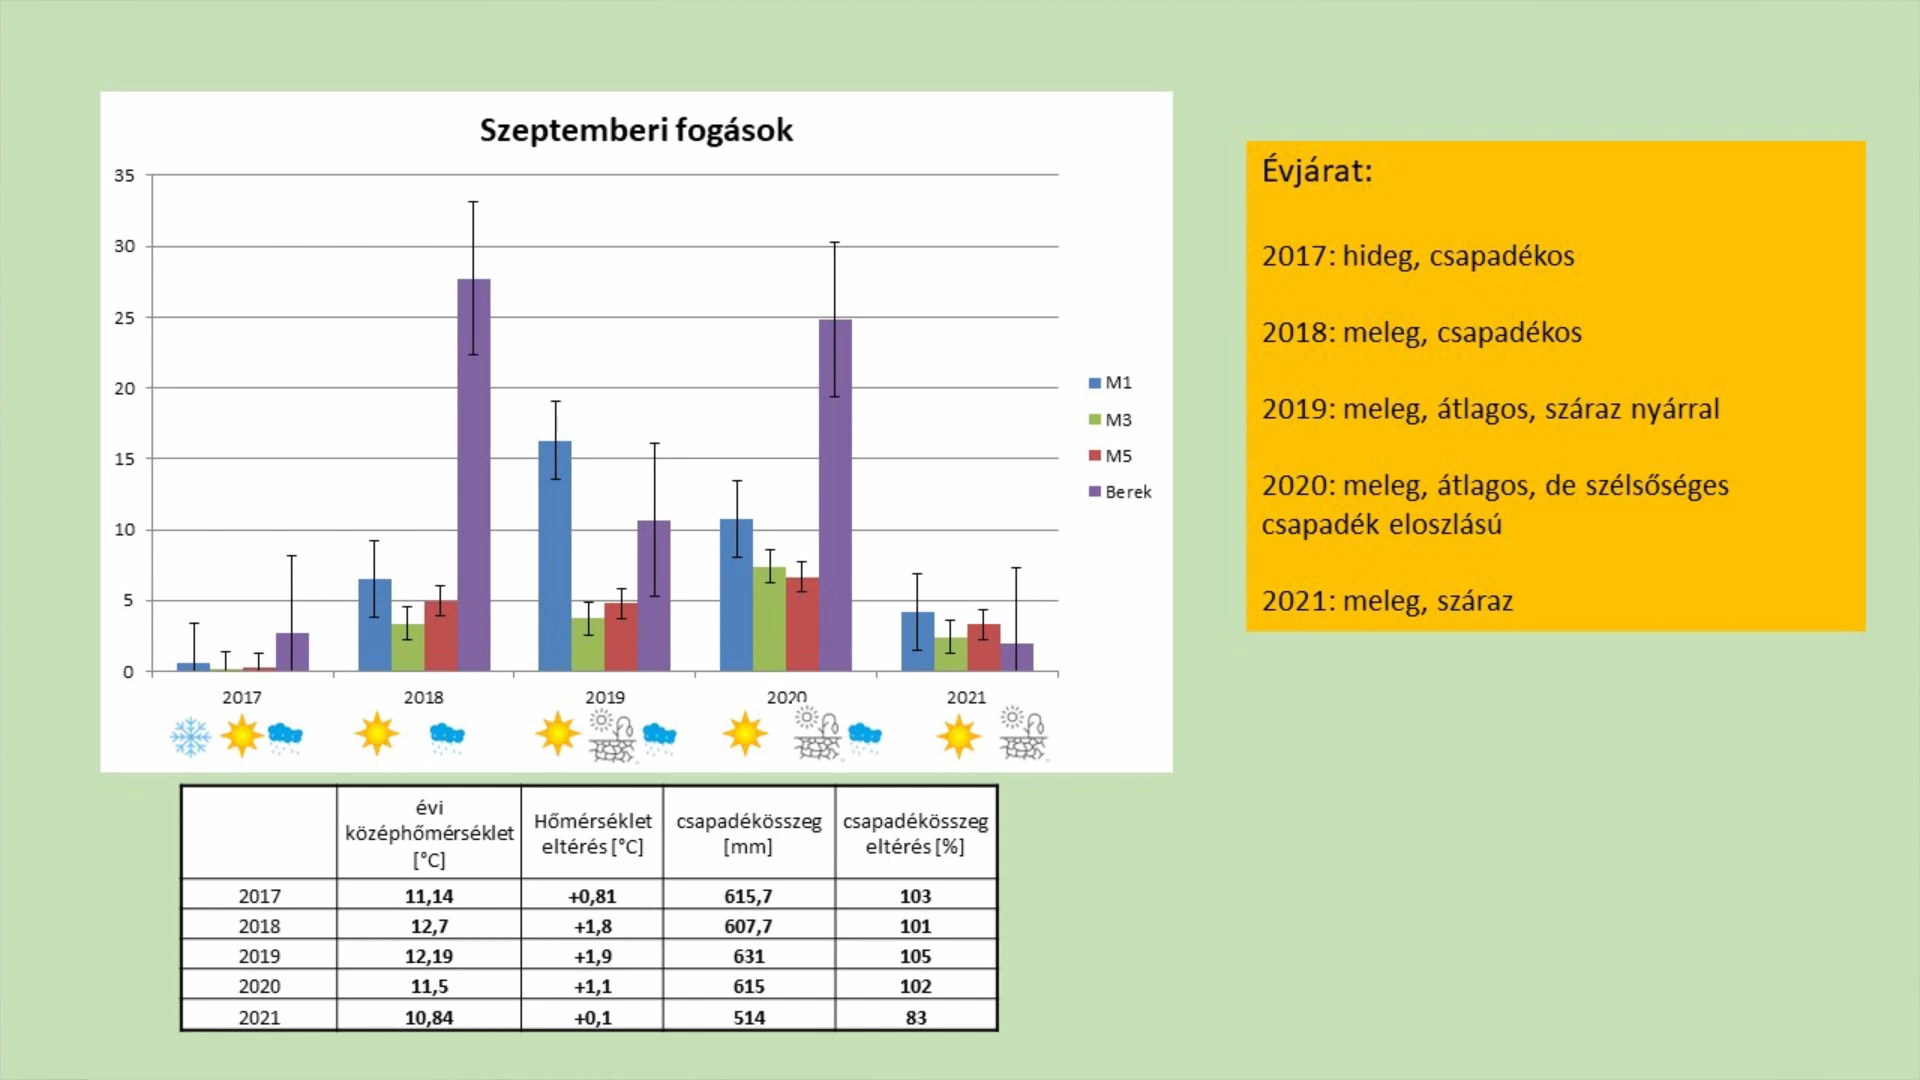 Szeptemberi fogások
35
30
25
20
15
10
5
0
2017 2018 2019 2020 2021
M1
M3
M5
Berek
Évjárat:
2017: hideg, csapadékos
2018: meleg, csapadékos
2019: meleg, átlagos, száraz nyárral
2020: meleg, átlagos, de szélsőséges
csapadék eloszlású
2021: meleg, száraz
évi
középhőmérséklet
[°C]
Hőmérséklet
eltérés [°C]
csapadékösszeg
[mm]
csapadékösszeg
eltérés [%]
2017 11,14 +0,81 615,7 103
2018 12,7 +1,8 607,7 101
2019 12,19 +1,9 631 105
2020 11,5 +1,1 615 102
2021 10,84 +0,1 514 83